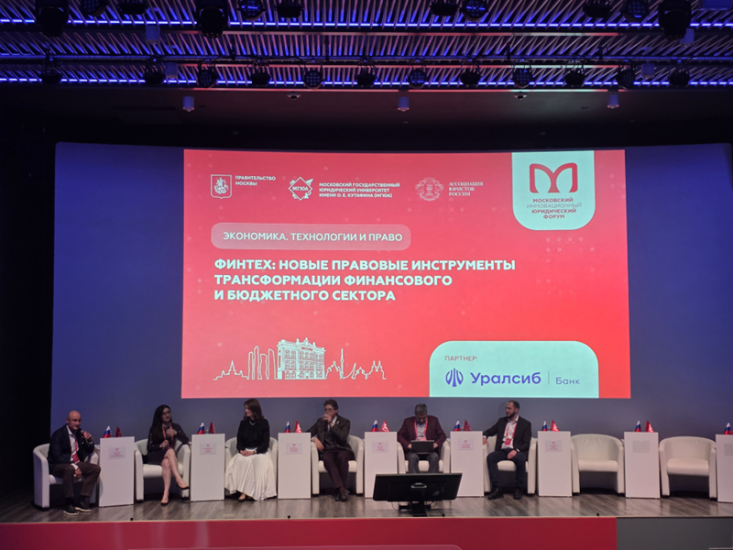 ПРАВИТЕЛЬСТВО
МОСКВЫ
МГЮА
МОСКОВСКИЙ ГОСУДАРСТВЕННЫЙ
ЮРИДИЧЕСКИЙ УНИВЕРСИТЕТ
ИМЕНИ О. Е. КУТАФИНА (МГЮА)
АССОЦИАЦИЯ
ЮРИСТОВ
РОССИИ
МОСКОВСКИЙ
ИННОВАЦИОННЫЙ
ЮРИДИЧЕСКИЙ
ФОРУМ
ЭКОНОМИКА, ТЕХНОЛОГИИ И ПРАВО
ФИНТЕХ: НОВЫЕ ПРАВОВЫЕ ИНСТРУМЕНТЫ
ТРАНСФОРМАЦИИ ФИНАНСОВОГО
И БЮДЖЕТНОГО СЕКТОРА
ПАРТНЕР:
Уралсиб | Банк